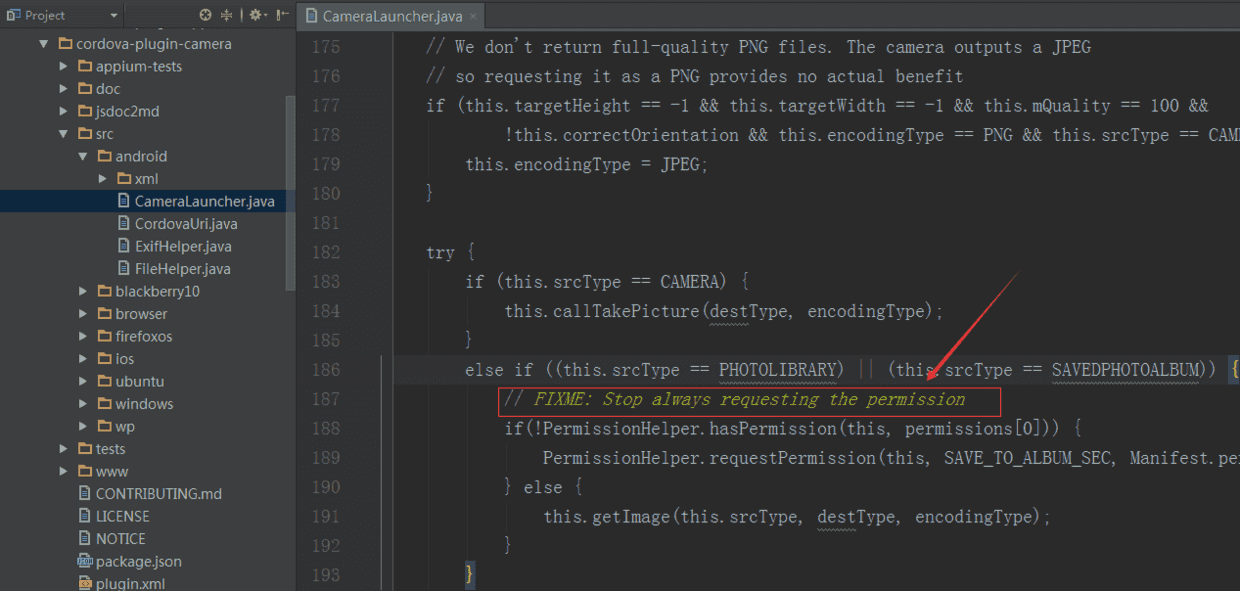 Project
CameraLauncher.java
cordova-plugin-camera
appium-tests
doc
jsdoc2md
src
android
xml
CameraLauncher.java
CordovaUri.java
ExifHelper.java
FileHelper.java
blackberry10
browser
firefoxos
ios
ubuntu
windows
wp
tests
www
CONTRIBUTING.md
LICENSE
NOTICE
package.json
plugin.xml
175 // We don't return full-quality PNG files. The camera outputs a JPEG
176 // so requesting it as a PNG provides no actual benefit
177 if (this.targetHeight == -1 && this.targetWidth == -1 && this.mQuality == 100 &&
178 !this.correctOrientation && this.encodingType == PNG && this.srcType == CAM
179 this.encodingType = JPEG;
180 }
181
182 try {
183 if (this.srcType == CAMERA) {
184 this.callTakePicture(destType, encodingType);
185 }
186 else if ((this.srcType == PHOTOLIBRARY) || (this.srcType == SAVEDPHOTOALBUM)) {
187 // FIXME: Stop always requesting the permission
188 if(!PermissionHelper.hasPermission(this, permissions[0])) {
189 PermissionHelper.requestPermission(this, SAVE_TO_ALBUM_SEC, Manifest.per
190 } else {
191 this.getImage(this.srcType, destType, encodingType);
192 }
193 }